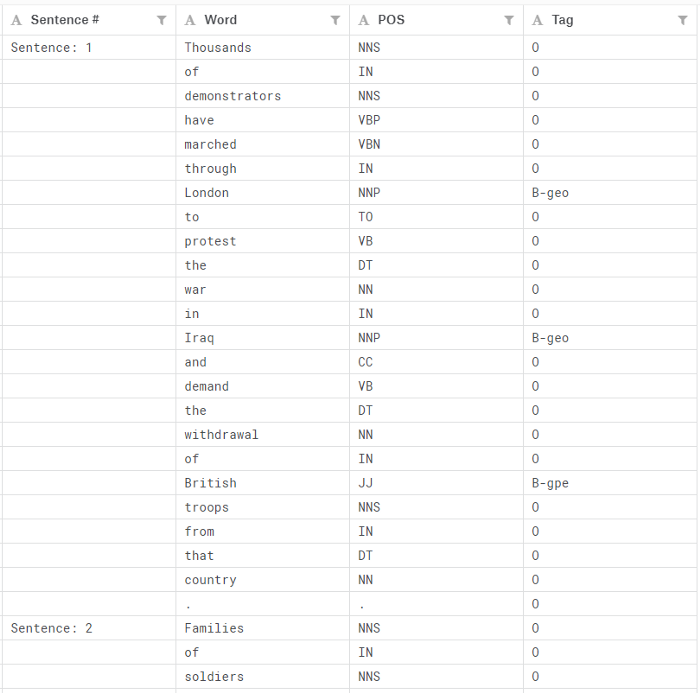 A Sentence # A Word A POS A Tag
Sentence: 1 Thousands NNS O
of IN O
demonstrators NNS O
have VBP O
marched VBN O
through IN O
London NNP B-geo
to TO O
protest VB O
the DT O
war NN O
in IN O
Iraq NNP B-geo
and CC O
demand VB O
the DT O
withdrawal NN O
of IN O
British JJ B-gpe
troops NNS O
from IN O
that DT O
country NN O
. . O
Sentence: 2 Families NNS O
of IN O
soldiers NNS O